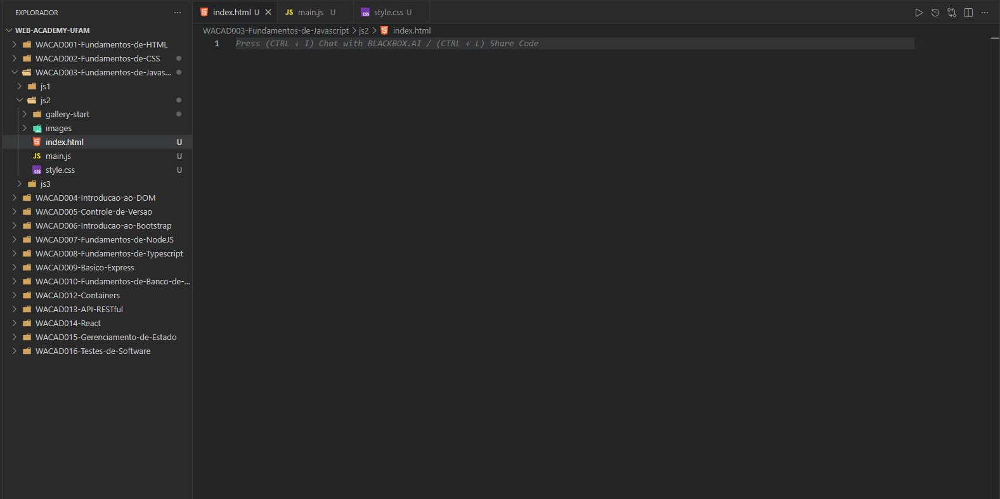 EXPLORADOR
WEB-ACADEMY-UFAM
WACAD001-Fundamentos-de-HTML
WACAD002-Fundamentos-de-CSS
WACAD003-Fundamentos-de-Javas...
js1
js2
gallery-start
images
index.html U
JS main.js U
css style.css U
js3
WACAD004-Introducao-ao-DOM
WACAD005-Controle-de-Versao
WACAD006-Introducao-ao-Bootstrap
WACAD007-Fundamentos-de-NodeJS
WACAD008-Fundamentos-de-Typescript
WACAD009-Basico-Express
WACAD010-Fundamentos-de-Banco-de-...
WACAD012-Containers
WACAD013-API-RESTful
WACAD014-React
WACAD015-Gerenciamento-de-Estado
WACAD016-Testes-de-Software
index.html U JS main.js U css style.css U
WACAD003-Fundamentos-de-Javascript > js2 > index.html
1 Press (CTRL + I) Chat with BLACKBOX.AI / (CTRL + L) Share Code